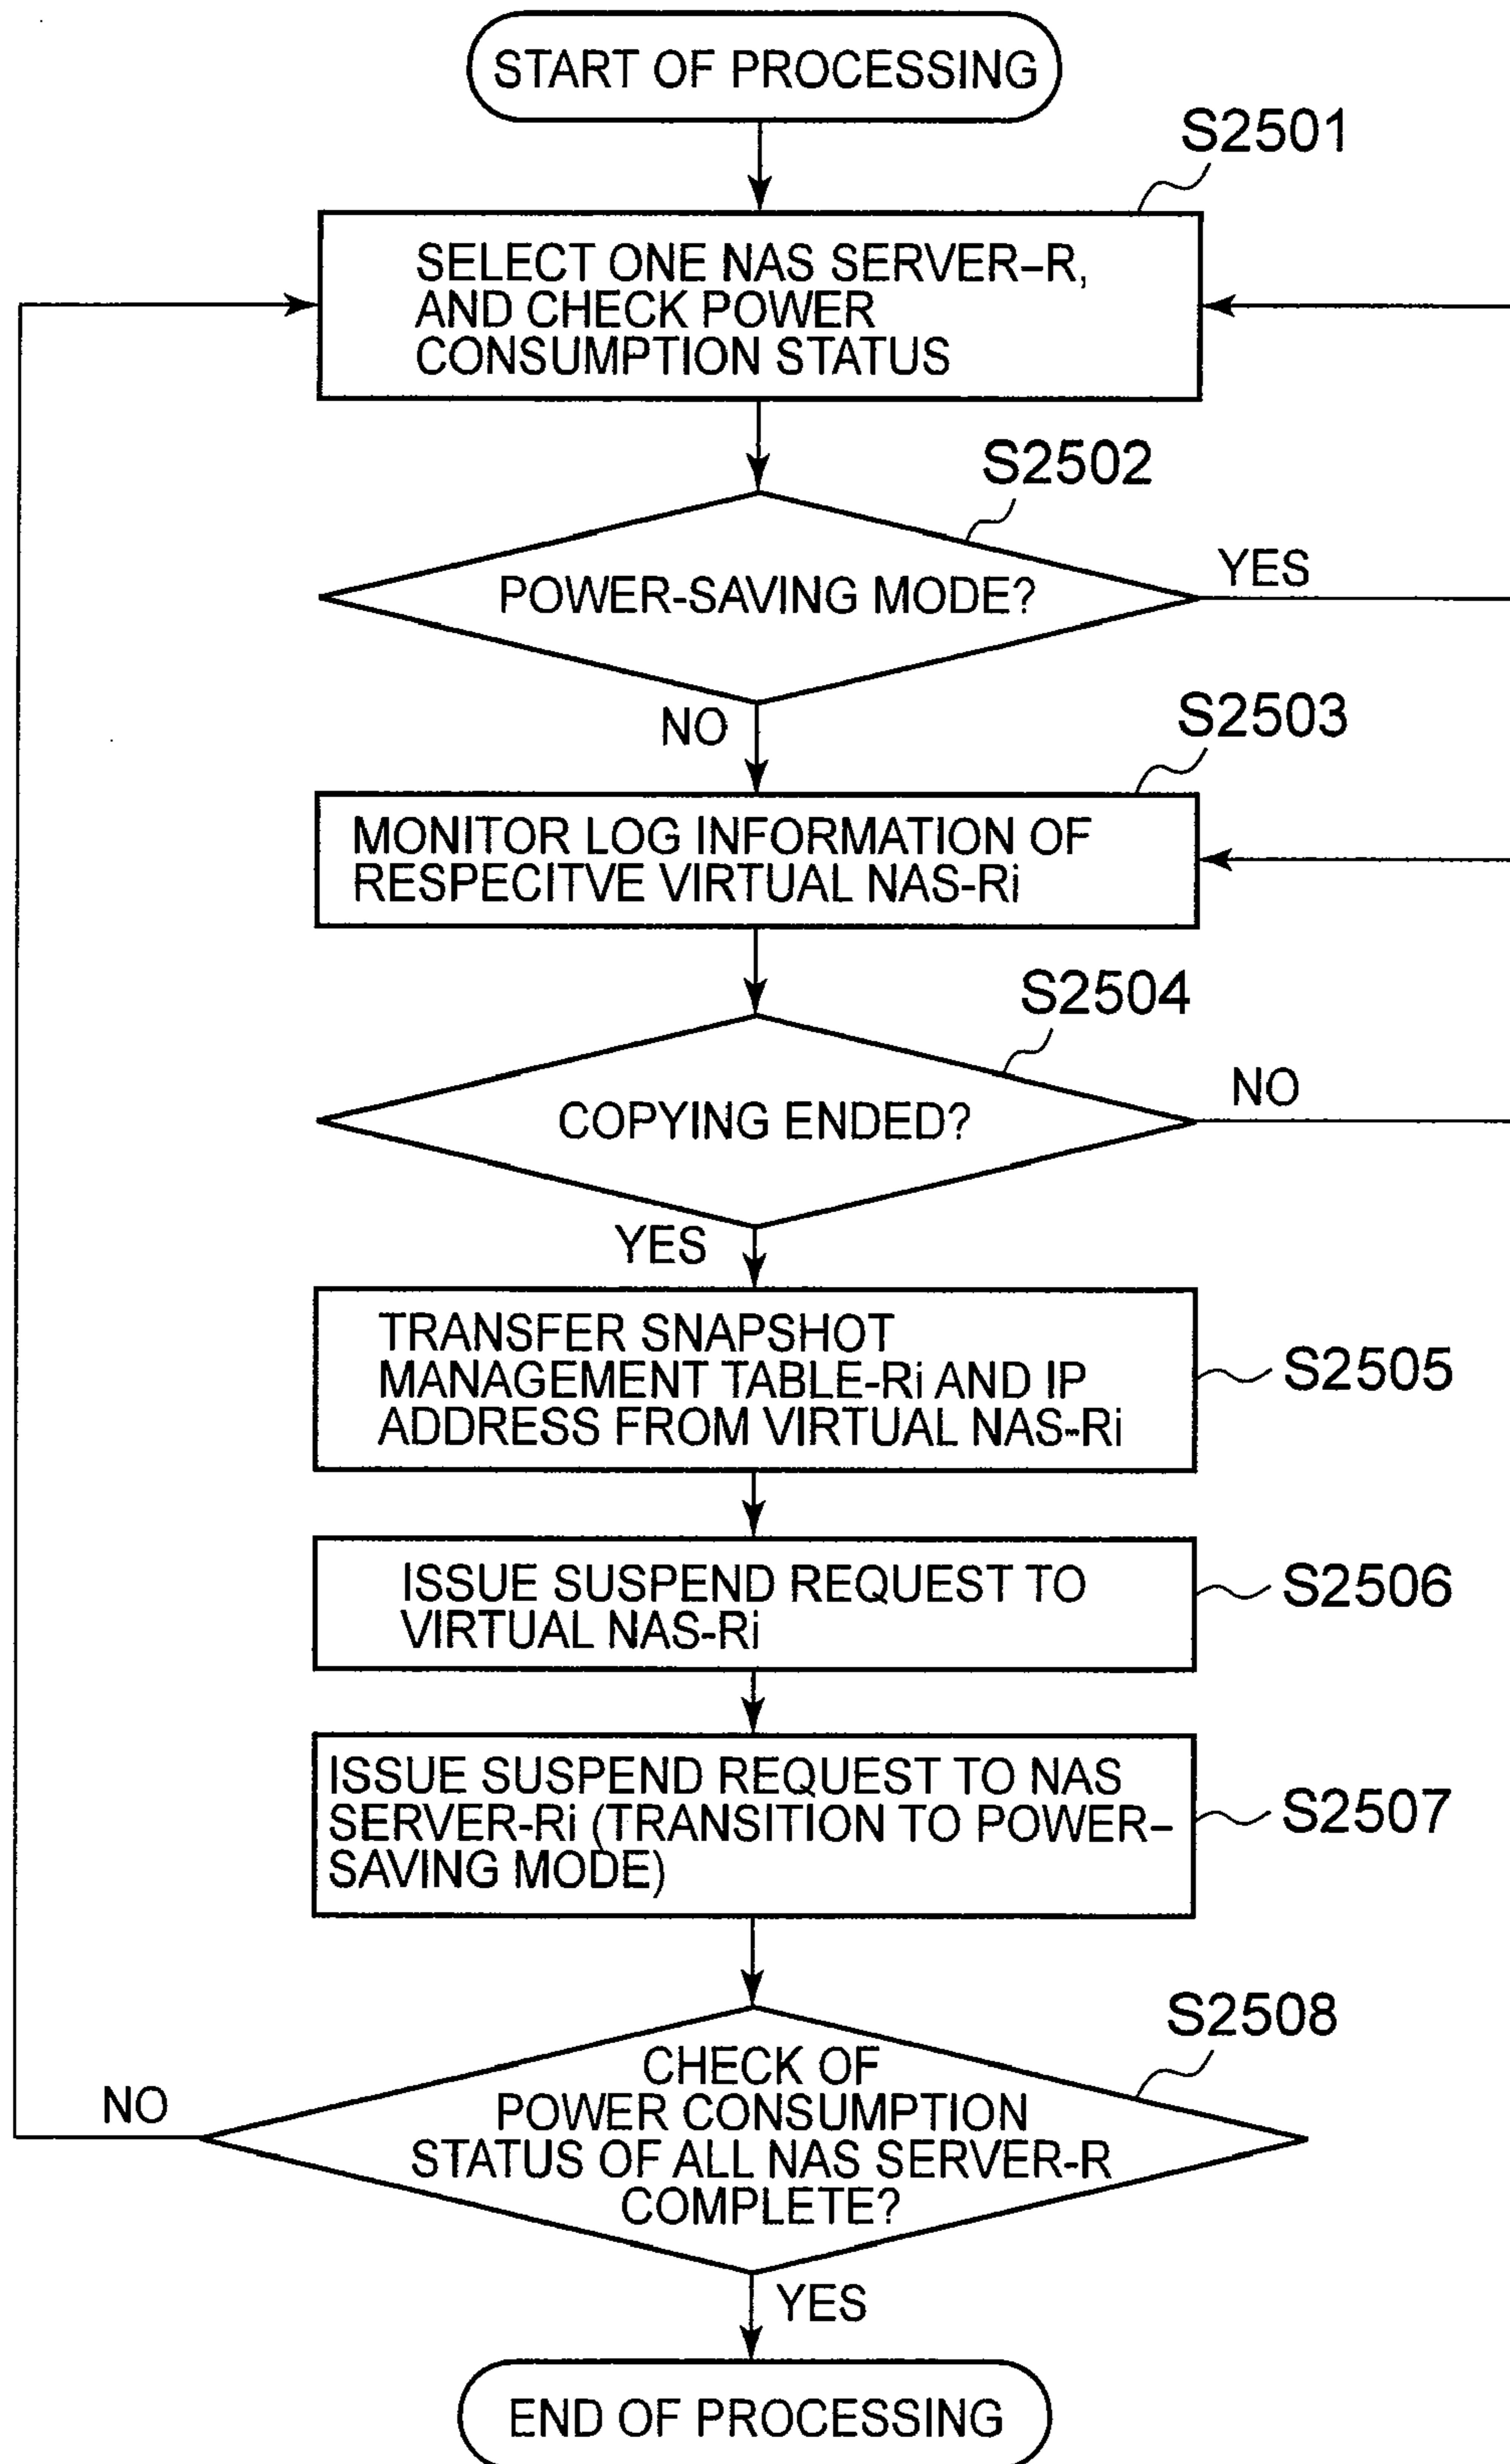 START OF PROCESSING
S2501
SELECT ONE NAS SERVER–R,
AND CHECK POWER
CONSUMPTION STATUS
S2502
POWER-SAVING MODE?
YES
NO
S2503
MONITOR LOG INFORMATION OF
RESPECITVE VIRTUAL NAS-Ri
S2504
COPYING ENDED?
NO
YES
TRANSFER SNAPSHOT
MANAGEMENT TABLE-Ri AND IP
ADDRESS FROM VIRTUAL NAS-Ri
S2505
ISSUE SUSPEND REQUEST TO
VIRTUAL NAS-Ri
S2506
ISSUE SUSPEND REQUEST TO NAS
SERVER-Ri (TRANSITION TO POWER–
SAVING MODE)
S2507
S2508
CHECK OF
POWER CONSUMPTION
STATUS OF ALL NAS SERVER-R
COMPLETE?
NO
YES
END OF PROCESSING